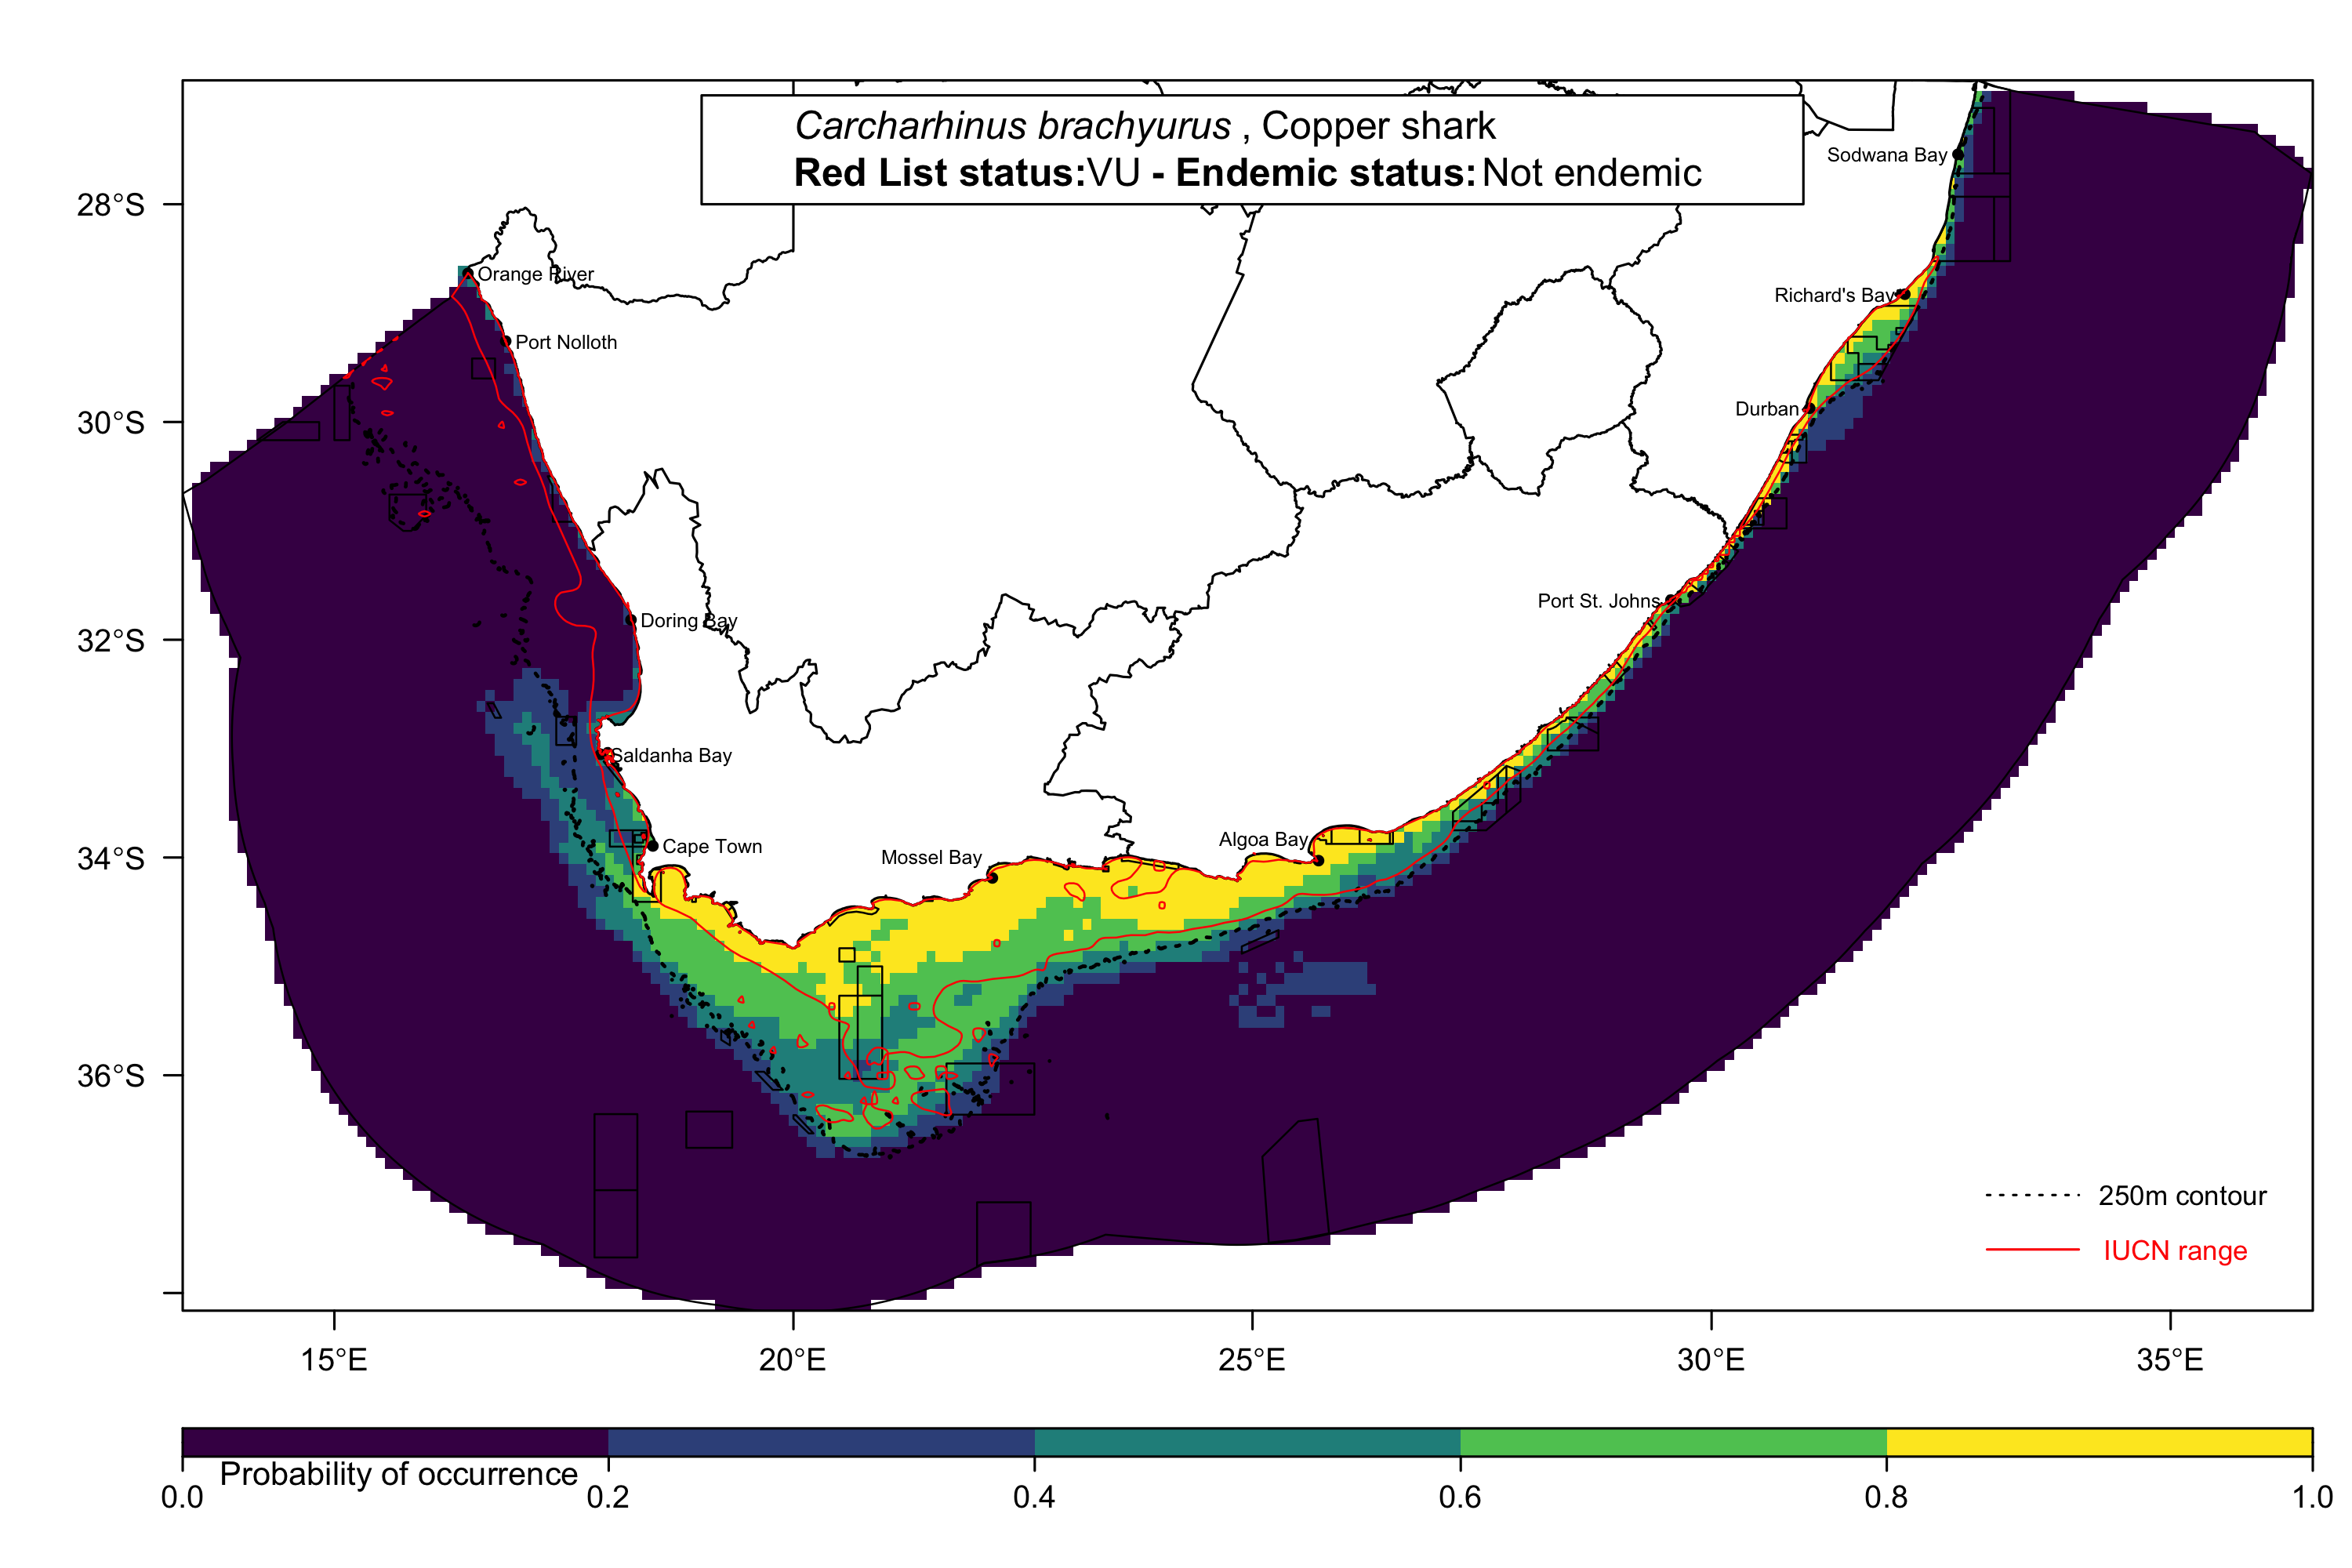 Carcharhinus brachyurus , Copper shark
Red List status:VU - Endemic status:Not endemic
Sodwana Bay
28°S
Orange River
Richard's Bay
Port Nolloth
Durban
30°S
Port St. Johns
Doring Bay
32°S
Saldanha Bay
Algoa Bay
Cape Town
Mossel Bay
34°S
36°S
250m contour
IUCN range
15°E 20°E 25°E 30°E 35°E
Probability of occurrence
0.0 0.2 0.4 0.6 0.8 1.0